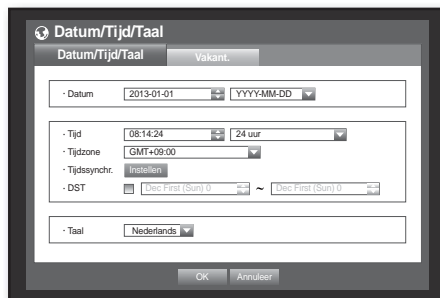 Datum/Tijd/Taal
Datum/Tijd/Taal Vakant.
· Datum 2013-01-01 YYYY-MM-DD
· Tijd 08:14:24 24 uur
· Tijdzone GMT+09:00
· Tijdssynchr. Instellen
· DST Dec First (Sun) 0 ~ Dec First (Sun) 0
· Taal Nederlands
OK Annuleer